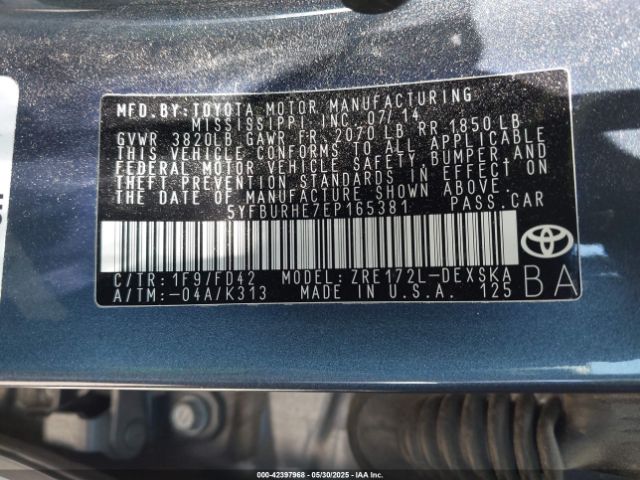 MFD.BY:TOYOTA MOTOR MANUFACTURING
MISSISSIPPI, INC. 07/14
GVWR 3820LB GAWR FR 2070 LB RR 1850 LB
THIS VEHICLE CONFORMS TO ALL APPLICABLE
FEDERAL MOTOR VEHICLE SAFETY, BUMPER, AND
THEFT PREVENTION STANDARDS IN EFFECT ON
THE DATE OF MANUFACTURE SHOWN ABOVE.
5YFBURHE7EP165381 PASS.CAR
C/TR: 1F9/FD42 MODEL: ZRE172L-DEXSKA
A/TM:-04A/K313 MADE IN U.S.A. 125 BA
000-42397968 - 05/30/2025 - IAA Inc.